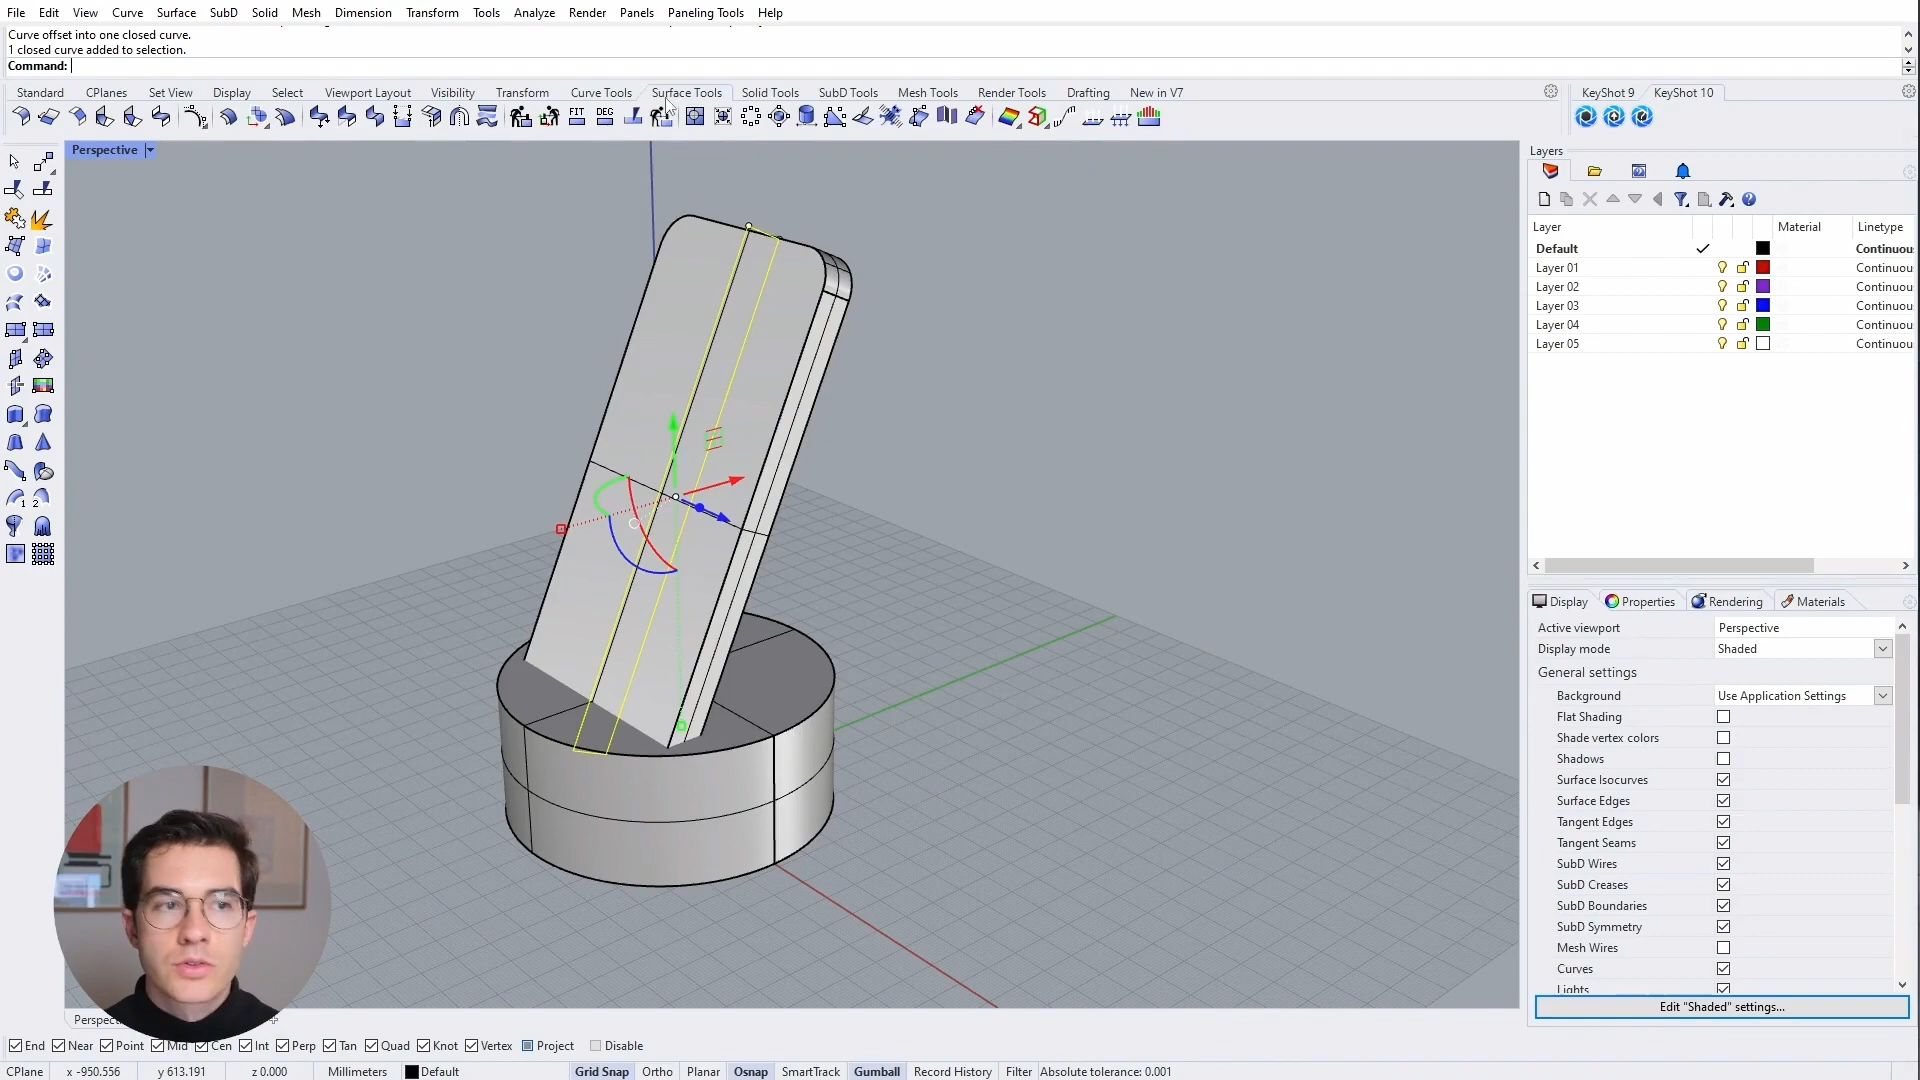 File Edit View Curve Surface SubD Solid Mesh Dimension Transform Tools Analyze Render Panels Paneling Tools Help
Curve offset into one closed curve.
1 closed curve added to selection.
Command:
Standard CPlanes Set View Display Select Viewport Layout Visibility Transform Curve Tools Surface Tools Solid Tools SubD Tools Mesh Tools Render Tools Drafting New in V7
KeyShot 9 KeyShot 10
FIT DEG
Perspective
1 2
Layers
Layer Material Linetype
Default Continuou
Layer 01 Continuou
Layer 02 Continuou
Layer 03 Continuou
Layer 04 Continuou
Layer 05 Continuou
Display Properties Rendering Materials
Active viewport Perspective
Display mode Shaded
General settings
Background Use Application Settings
Flat Shading
Shade vertex colors
Shadows
Surface Isocurves
Surface Edges
Tangent Edges
Tangent Seams
SubD Wires
SubD Creases
SubD Boundaries
SubD Symmetry
Mesh Wires
Curves
Lights
Edit "Shaded" settings...
Perspec
End Near Point Mid Cen Int Perp Tan Quad Knot Vertex Project Disable
CPlane x -950.556 y 613.191 z 0.000 Millimeters Default Grid Snap Ortho Planar Osnap SmartTrack Gumball Record History Filter Absolute tolerance: 0.001